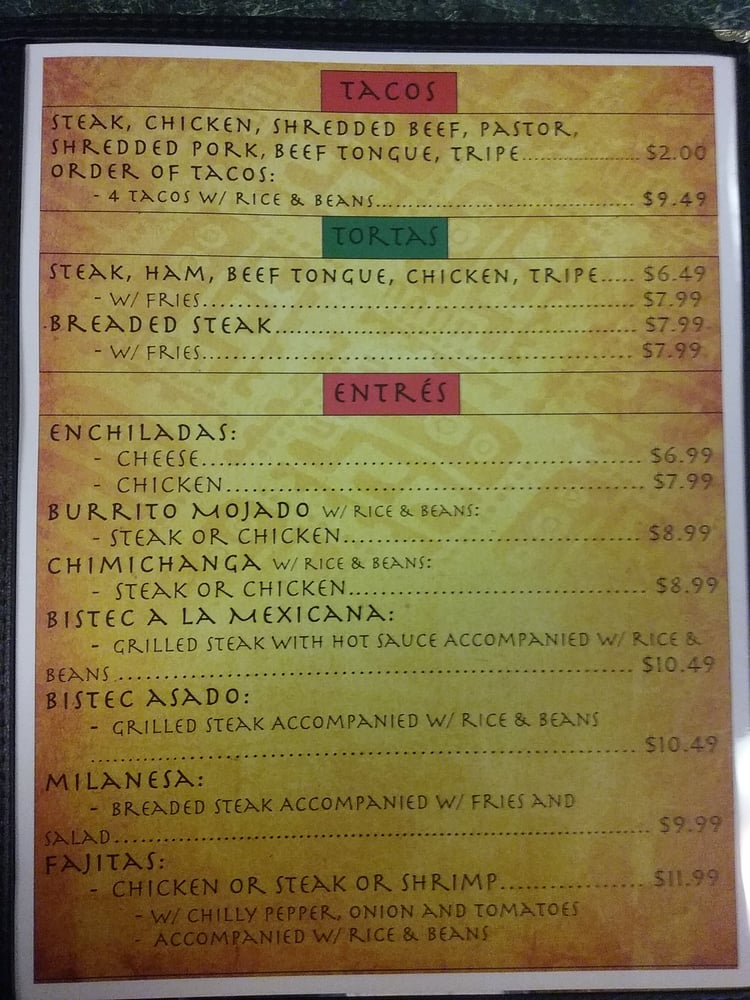 TACOS
STEAK, CHICKEN, SHREDDED BEEF, PASTOR,
SHREDDED PORK, BEEF TONGUE, TRIPE.................... $2.00
ORDER OF TACOS:
- 4 TACOS W/ RICE & BEANS........................................ $9.49
TORTAS
STEAK, HAM, BEEF TONGUE, CHICKEN, TRIPE..... $6.49
- W/ FRIES................................................................ $7.99
BREADED STEAK..................................................... $7.99
- W/ FRIES................................................................ $7.99
ENTRÉS
ENCHILADAS:
- CHEESE................................................................ $6.99
- CHICKEN............................................................. $7.99
BURRITO MOJADO W/ RICE & BEANS:
- STEAK OR CHICKEN............................................ $8.99
CHIMICHANGA W/ RICE & BEANS:
- STEAK OR CHICKEN............................................ $8.99
BISTEC A LA MEXICANA:
- GRILLED STEAK WITH HOT SAUCE ACCOMPANIED W/ RICE &
BEANS.............................................................................. $10.49
BISTEC ASADO:
- GRILLED STEAK ACCOMPANIED W/ RICE & BEANS
................................................................................ $10.49
MILANESA:
- BREADED STEAK ACCOMPANIED W/ FRIES AND
SALAD................................................................................ $9.99
FAJITAS:
- CHICKEN OR STEAK OR SHRIMP...................... $11.99
- W/ CHILLY PEPPER, ONION AND TOMATOES
- ACCOMPANIED W/ RICE & BEANS